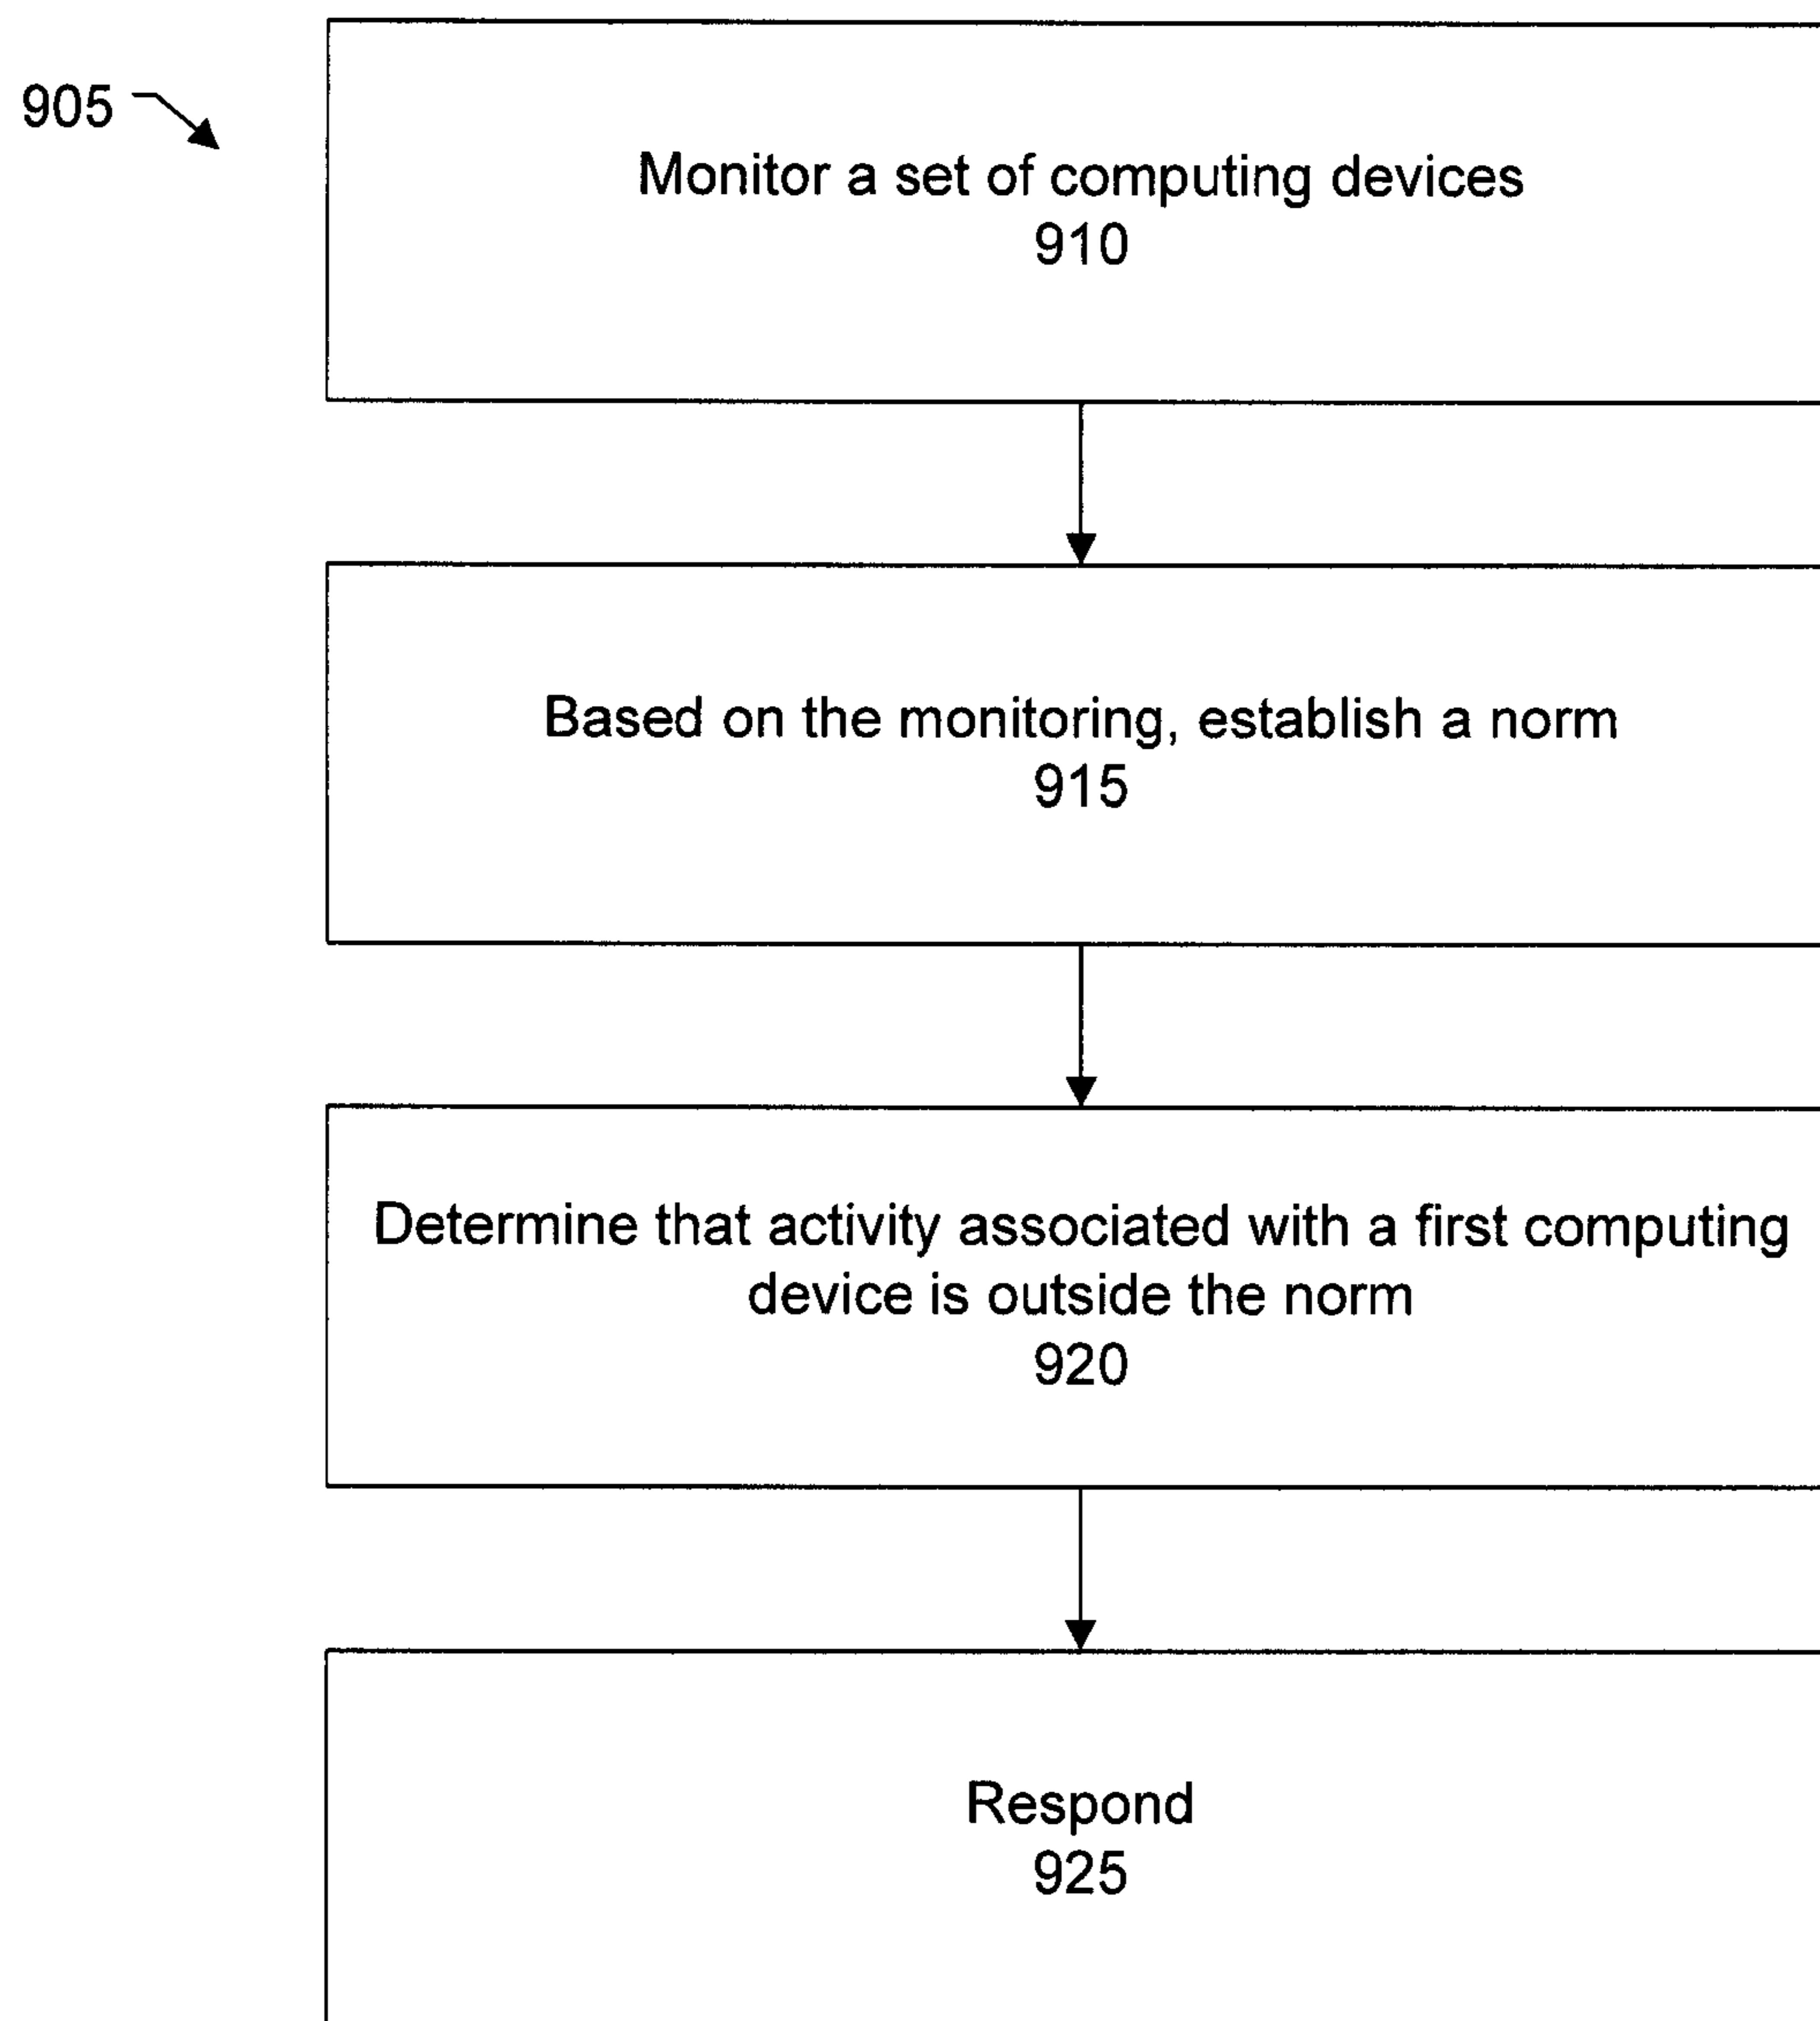 905
Monitor a set of computing devices
910
Based on the monitoring, establish a norm
915
Determine that activity associated with a first computing
device is outside the norm
920
Respond
925